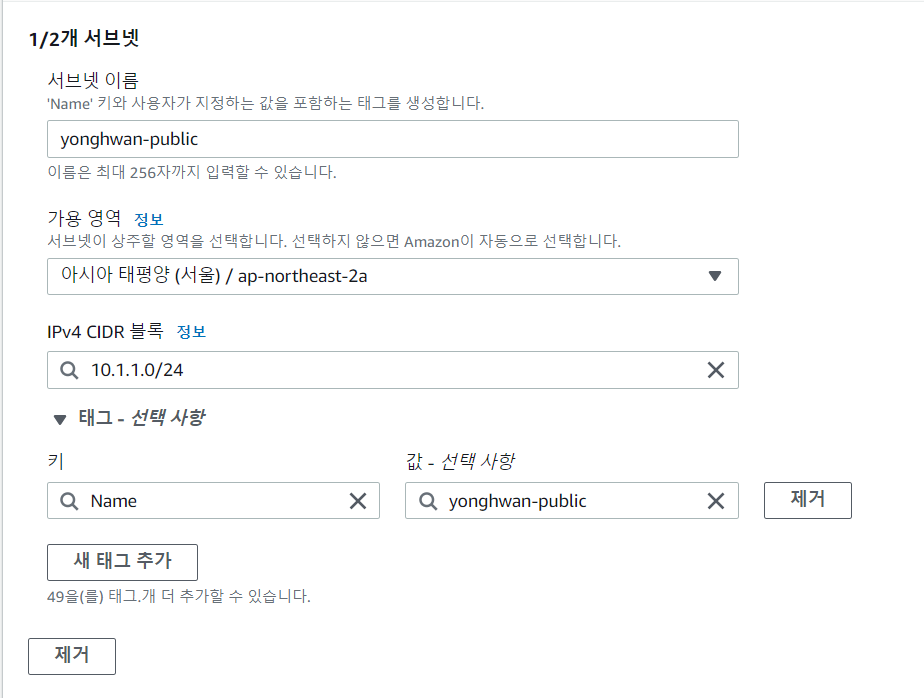 1/2개 서브넷
서브넷 이름
'Name' 키와 사용자가 지정하는 값을 포함하는 태그를 생성합니다.
yonghwan-public
이름은 최대 256자까지 입력할 수 있습니다.
가용 영역 정보
서브넷이 상주할 영역을 선택합니다. 선택하지 않으면 Amazon이 자동으로 선택합니다.
아시아 태평양 (서울) / ap-northeast-2a
IPv4 CIDR 블록 정보
10.1.1.0/24
태그 - 선택 사항
키 값 - 선택 사항
Name yonghwan-public 제거
새 태그 추가
49을(를) 태그.개 더 추가할 수 있습니다.
제거